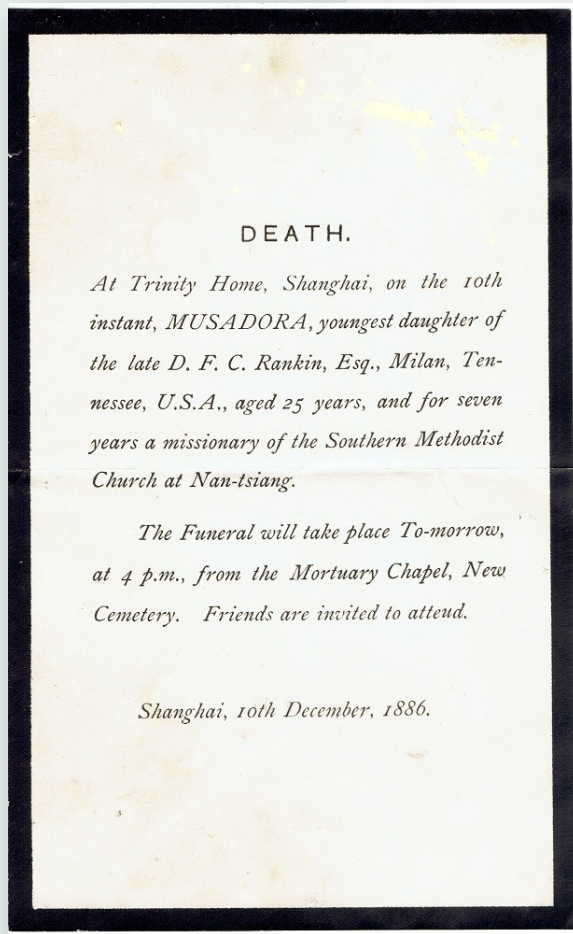 DEATH.
At Trinity Home, Shanghai, on the 10th
instant, MUSADORA, youngest daughter of
the late D. F. C. Rankin, Esq., Milan, Ten-
nessee, U.S.A., aged 25 years, and for seven
years a missionary of the Southern Methodist
Church at Nan-tsiang.
The Funeral will take place To-morrow,
at 4 p.m., from the Mortuary Chapel, New
Cemetery. Friends are invited to atteud.
Shanghai, 10th December, 1886.